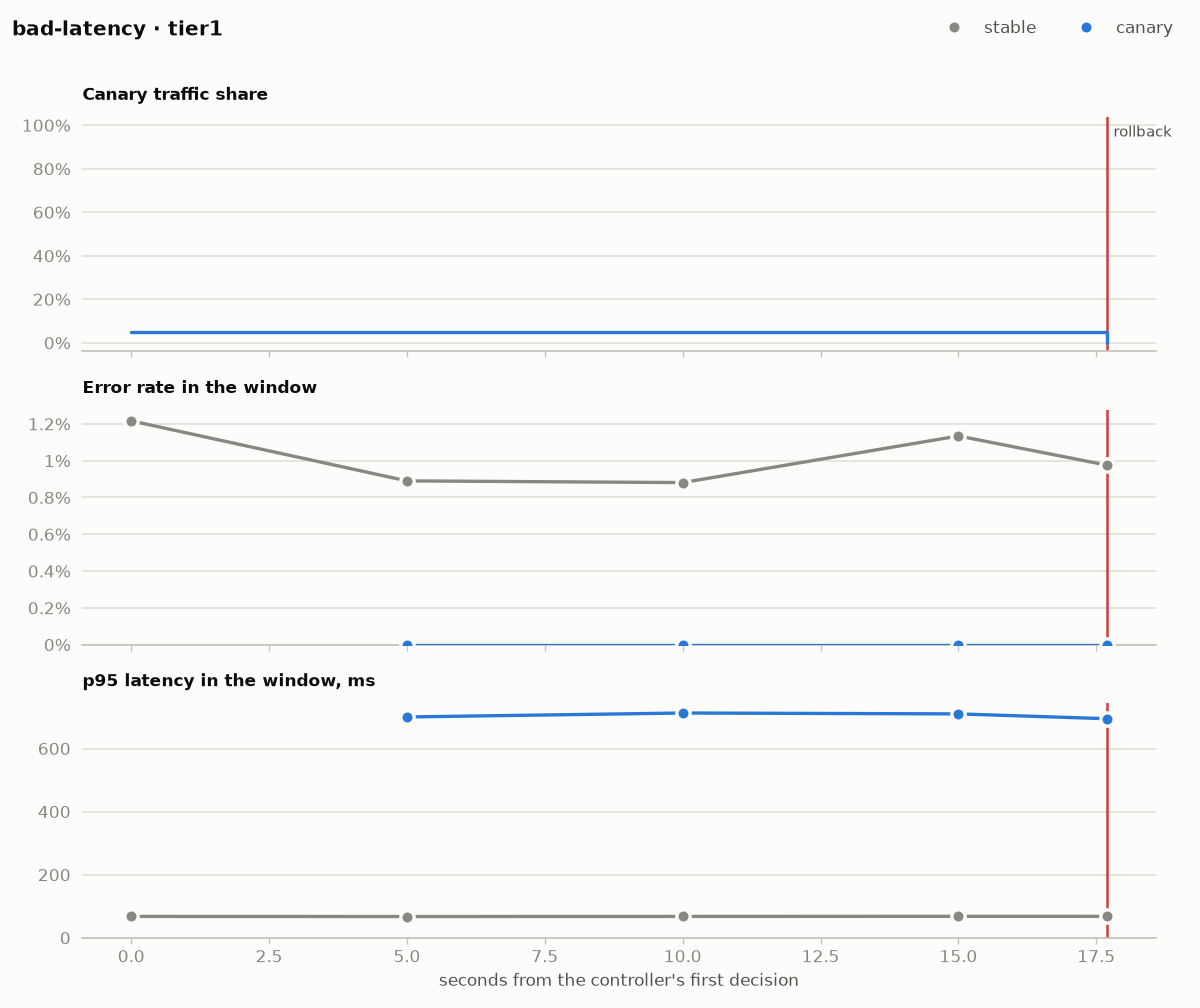 bad-latency · tier1
stable
canary
Canary traffic share
100%
80%
60%
40%
20%
0%
rollback
Error rate in the window
1.2%
1%
0.8%
0.6%
0.4%
0.2%
0%
p95 latency in the window, ms
600
400
200
0
0.0 2.5 5.0 7.5 10.0 12.5 15.0 17.5
seconds from the controller's first decision